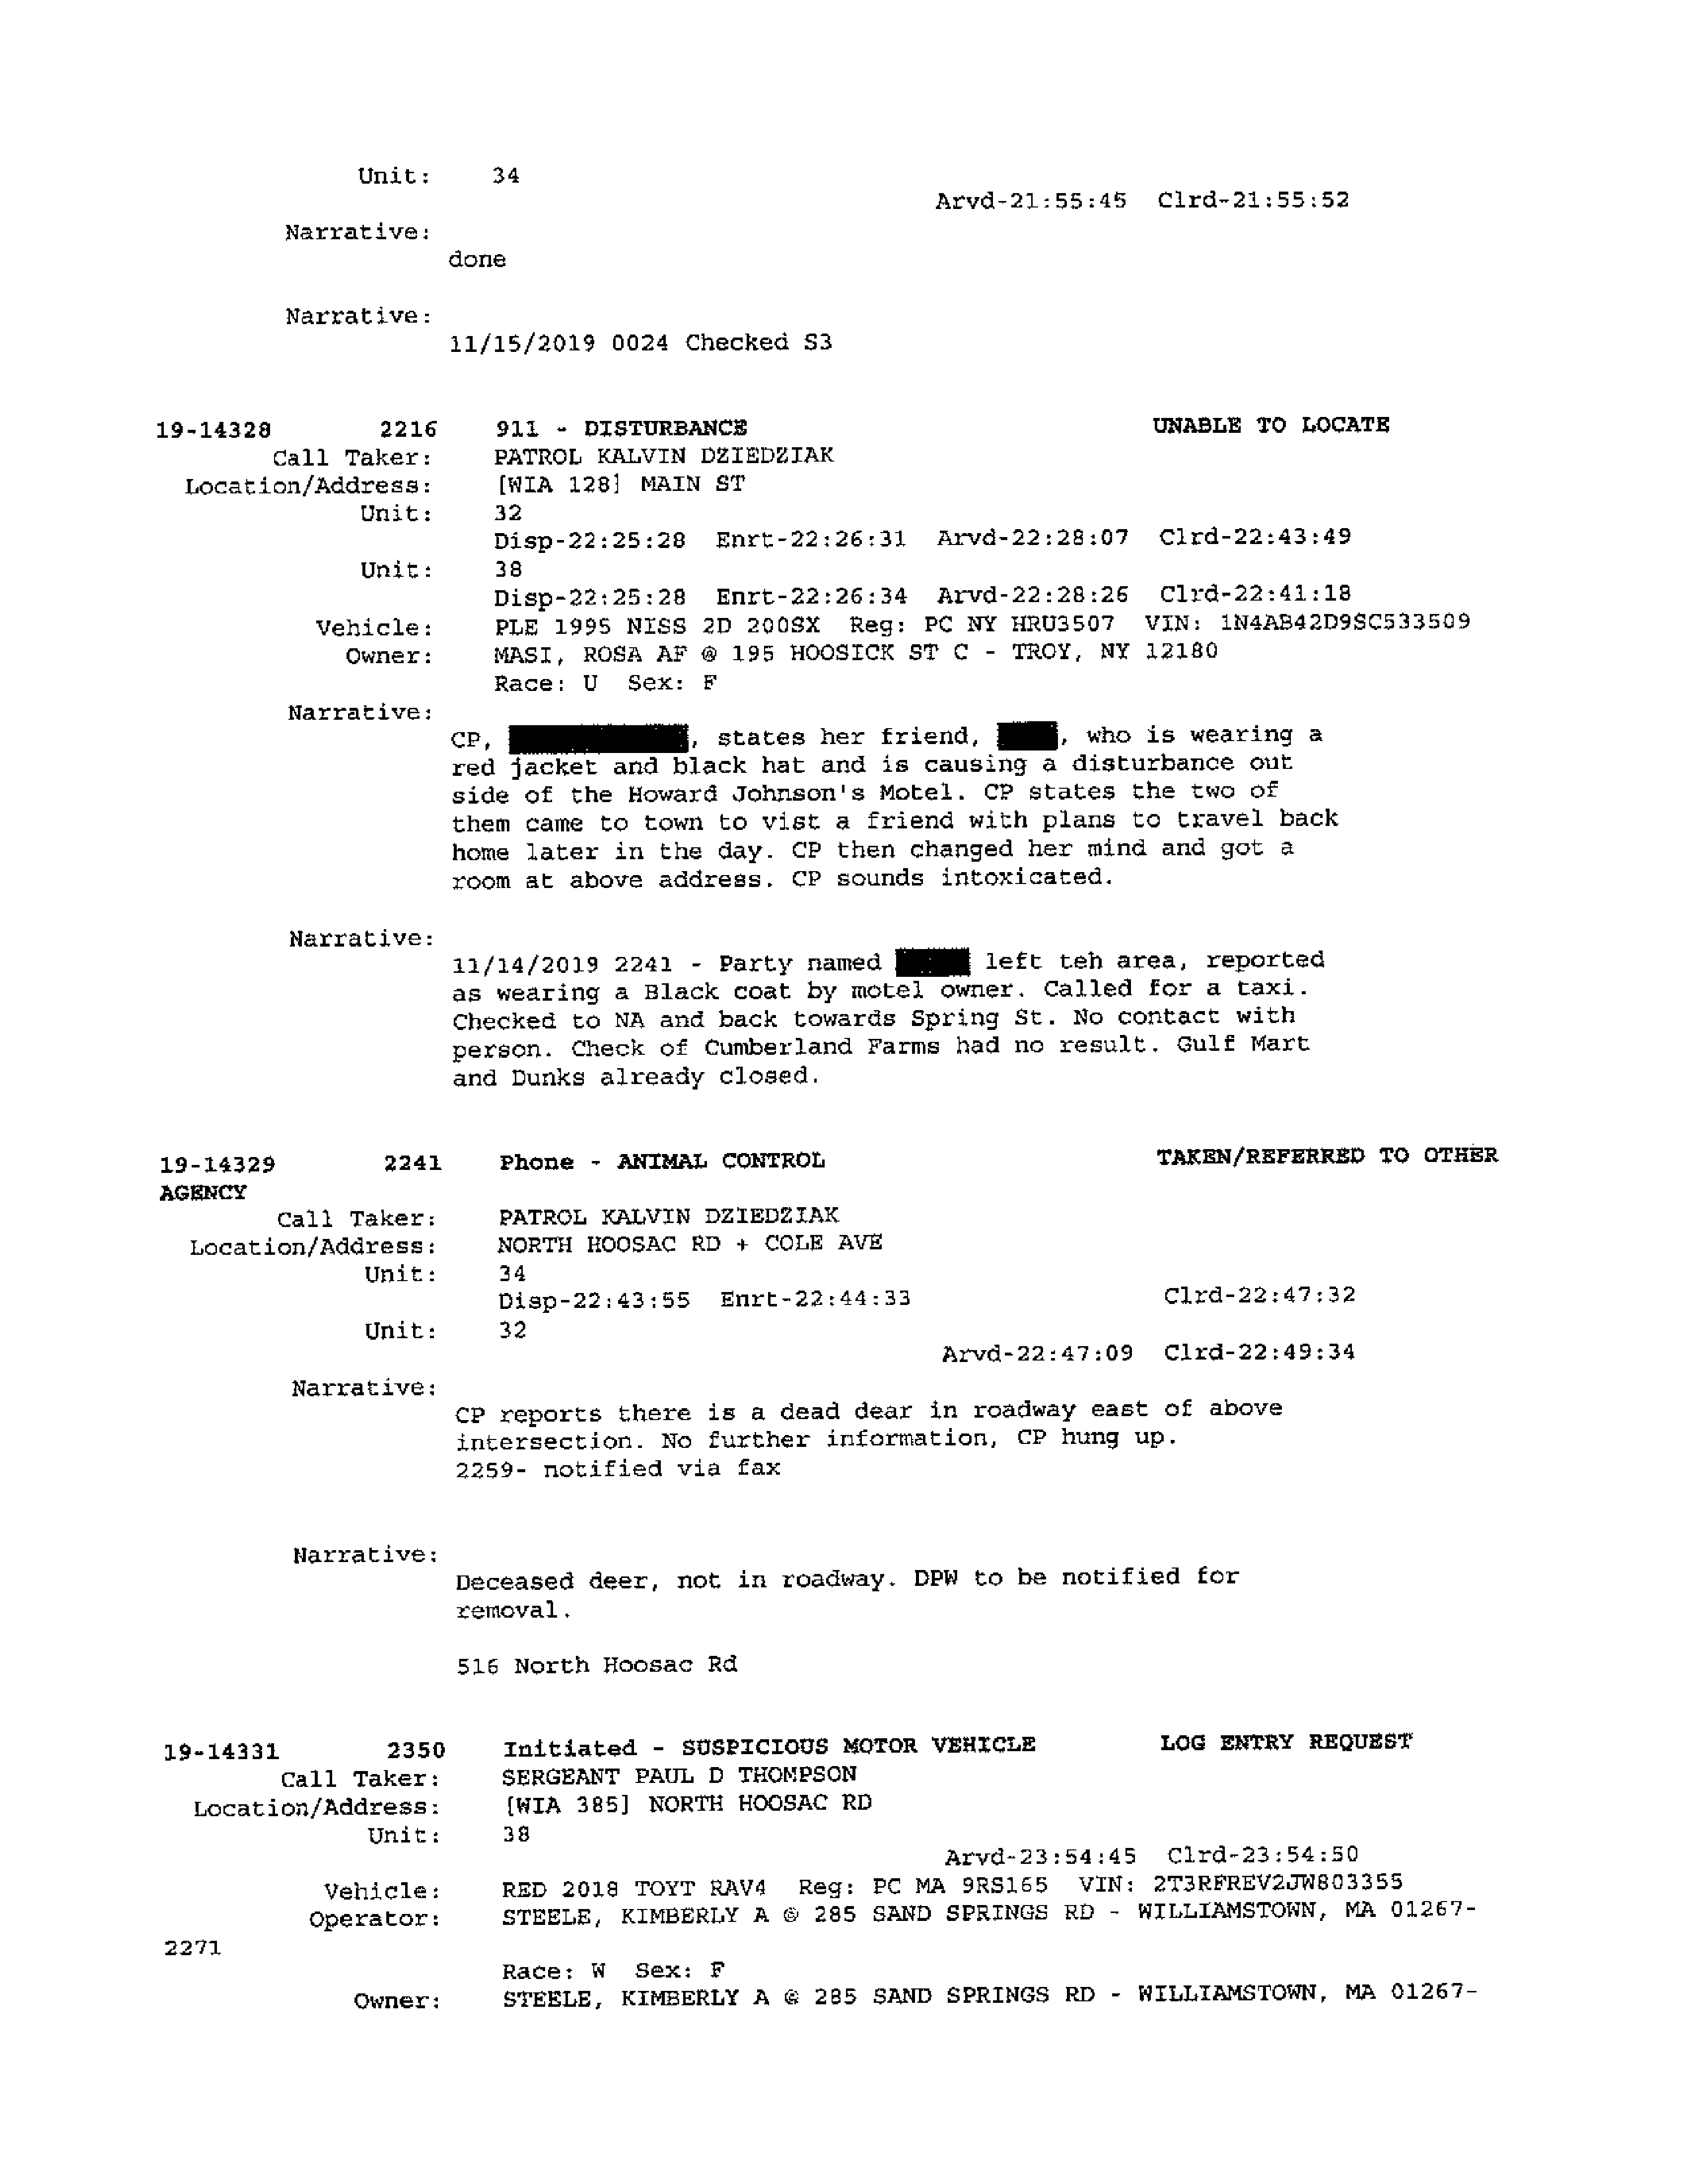 Unit: 34
Arvd-21:55:45 Clrd-21:55:52
Narrative:
done
Narrative:
11/15/2019 0024 Checked S3
19-14328 2216 911 - DISTURBANCE UNABLE TO LOCATE
Call Taker: PATROL KALVIN DZIEDZIAK
Location/Address: [WIA 128] MAIN ST
Unit: 32
Disp-22:25:28 Enrt-22:26:31 Arvd-22:28:07 Clrd-22:43:49
Unit: 38
Disp-22:25:28 Enrt-22:26:34 Arvd-22:28:26 Clrd-22:41:18
Vehicle: PLE 1995 NISS 2D 200SX Reg: PC NY HRU3507 VIN: 1N4AB42D9SC533509
Owner: MASI, ROSA AF @ 195 HOOSICK ST C - TROY, NY 12180
Race: U Sex: F
Narrative:
CP, , states her friend, , who is wearing a
red jacket and black hat and is causing a disturbance out
side of the Howard Johnson's Motel. CP states the two of
them came to town to vist a friend with plans to travel back
home later in the day. CP then changed her mind and got a
room at above address. CP sounds intoxicated.
Narrative:
11/14/2019 2241 - Party named left teh area, reported
as wearing a Black coat by motel owner. Called for a taxi.
Checked to NA and back towards Spring St. No contact with
person. Check of Cumberland Farms had no result. Gulf Mart
and Dunks already closed.
19-14329 2241 Phone - ANIMAL CONTROL TAKEN/REFERRED TO OTHER
AGENCY
Call Taker: PATROL KALVIN DZIEDZIAK
Location/Address: NORTH HOOSAC RD + COLE AVE
Unit: 34
Disp-22:43:55 Enrt-22:44:33 Clrd-22:47:32
Unit: 32
Arvd-22:47:09 Clrd-22:49:34
Narrative:
CP reports there is a dead dear in roadway east of above
intersection. No further information, CP hung up.
2259- notified via fax
Narrative:
Deceased deer, not in roadway. DPW to be notified for
removal.
516 North Hoosac Rd
19-14331 2350 Initiated - SUSPICIOUS MOTOR VEHICLE LOG ENTRY REQUEST
Call Taker: SERGEANT PAUL D THOMPSON
Location/Address: [WIA 385] NORTH HOOSAC RD
Unit: 38
Arvd-23:54:45 Clrd-23:54:50
Vehicle: RED 2018 TOYT RAV4 Reg: PC MA 9RS165 VIN: 2T3RFREV2JW803355
Operator: STEELE, KIMBERLY A @ 285 SAND SPRINGS RD - WILLIAMSTOWN, MA 01267-
2271
Race: W Sex: F
Owner: STEELE, KIMBERLY A @ 285 SAND SPRINGS RD - WILLIAMSTOWN, MA 01267-